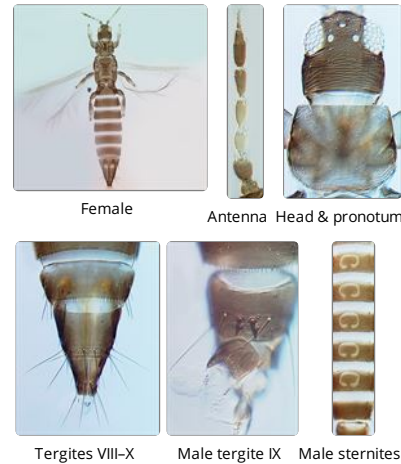 Female
Antenna
Head & pronotum
Tergites VIII–X
Male tergite IX
Male sternites